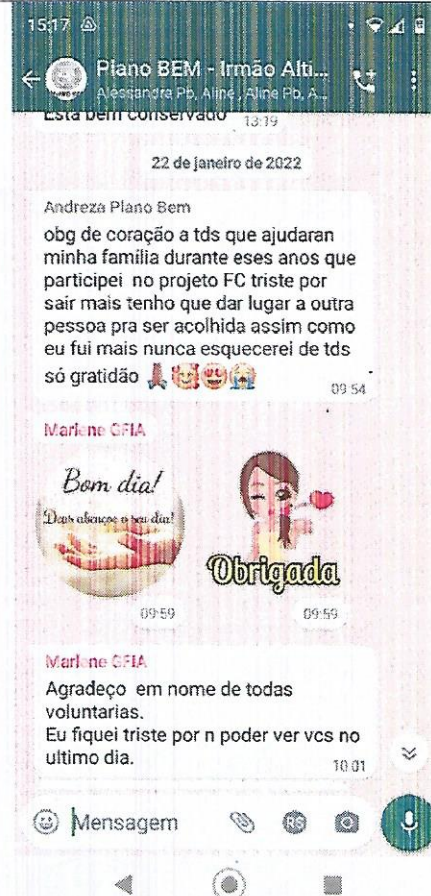 15:17
Plano BEM - Irmão Alti...
Alessandra Pb, Aline, Aline Pb, A...
Esta bem conservado 13:19
22 de janeiro de 2022
Andreza Plano Bem
obg de coração a tds que ajudaran
minha família durante eses anos que
participei no projeto FC triste por
sair mais tenho que dar lugar a outra
pessoa pra ser acolhida assim como
eu fui mais nunca esquecerei de tds
só gratidão 🙏🏽🥰😍😭
09:54
Marlene GFIA
Bom dia!
Deus abençoe o seu dia!
Obrigada
09:59
09:59
Marlene GFIA
Agradeço em nome de todas
voluntarias.
Eu fiquei triste por n poder ver vcs no
ultimo dia.
10:01
Mensagem
R$